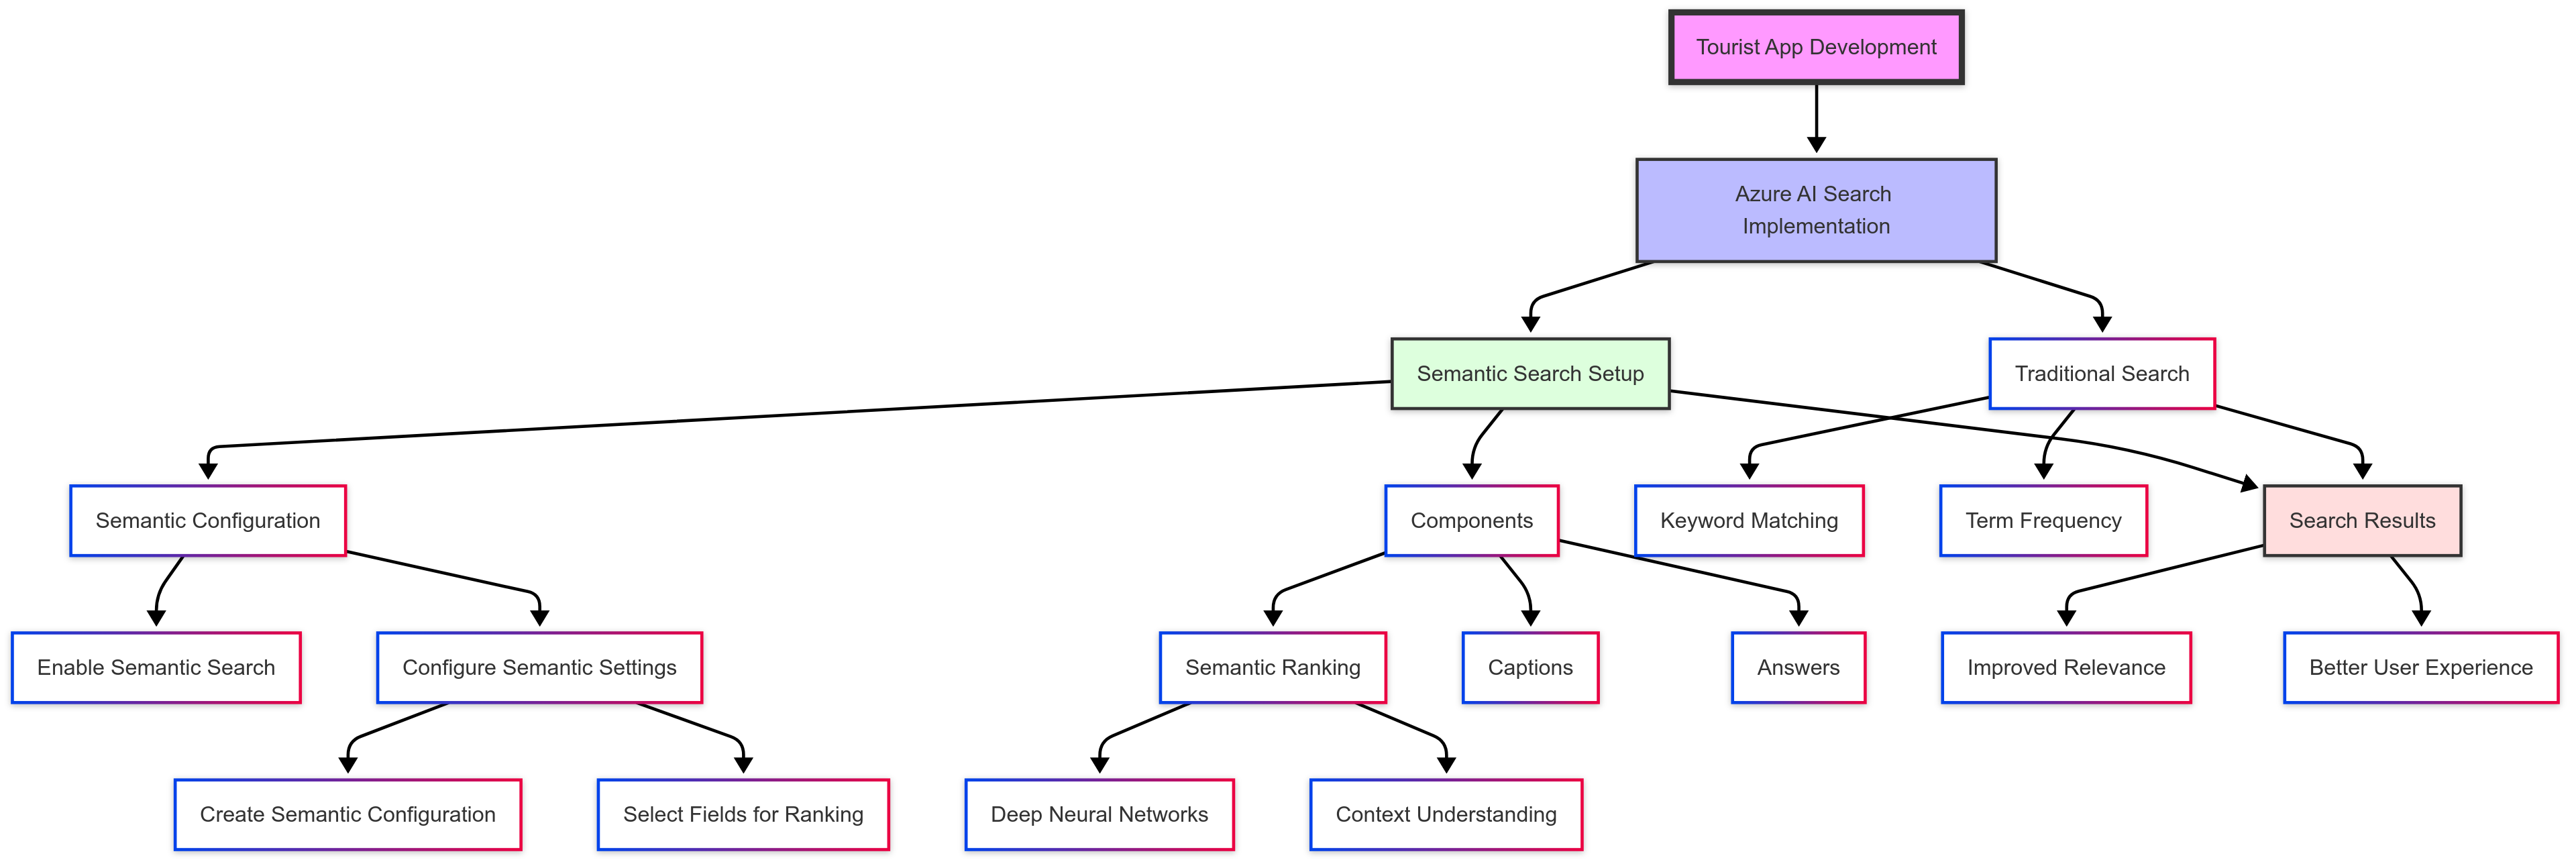 Tourist App Development
Azure AI Search
Implementation
Semantic Search Setup
Traditional Search
Semantic Configuration
Components
Keyword Matching
Term Frequency
Search Results
Enable Semantic Search
Configure Semantic Settings
Semantic Ranking
Captions
Answers
Improved Relevance
Better User Experience
Create Semantic Configuration
Select Fields for Ranking
Deep Neural Networks
Context Understanding